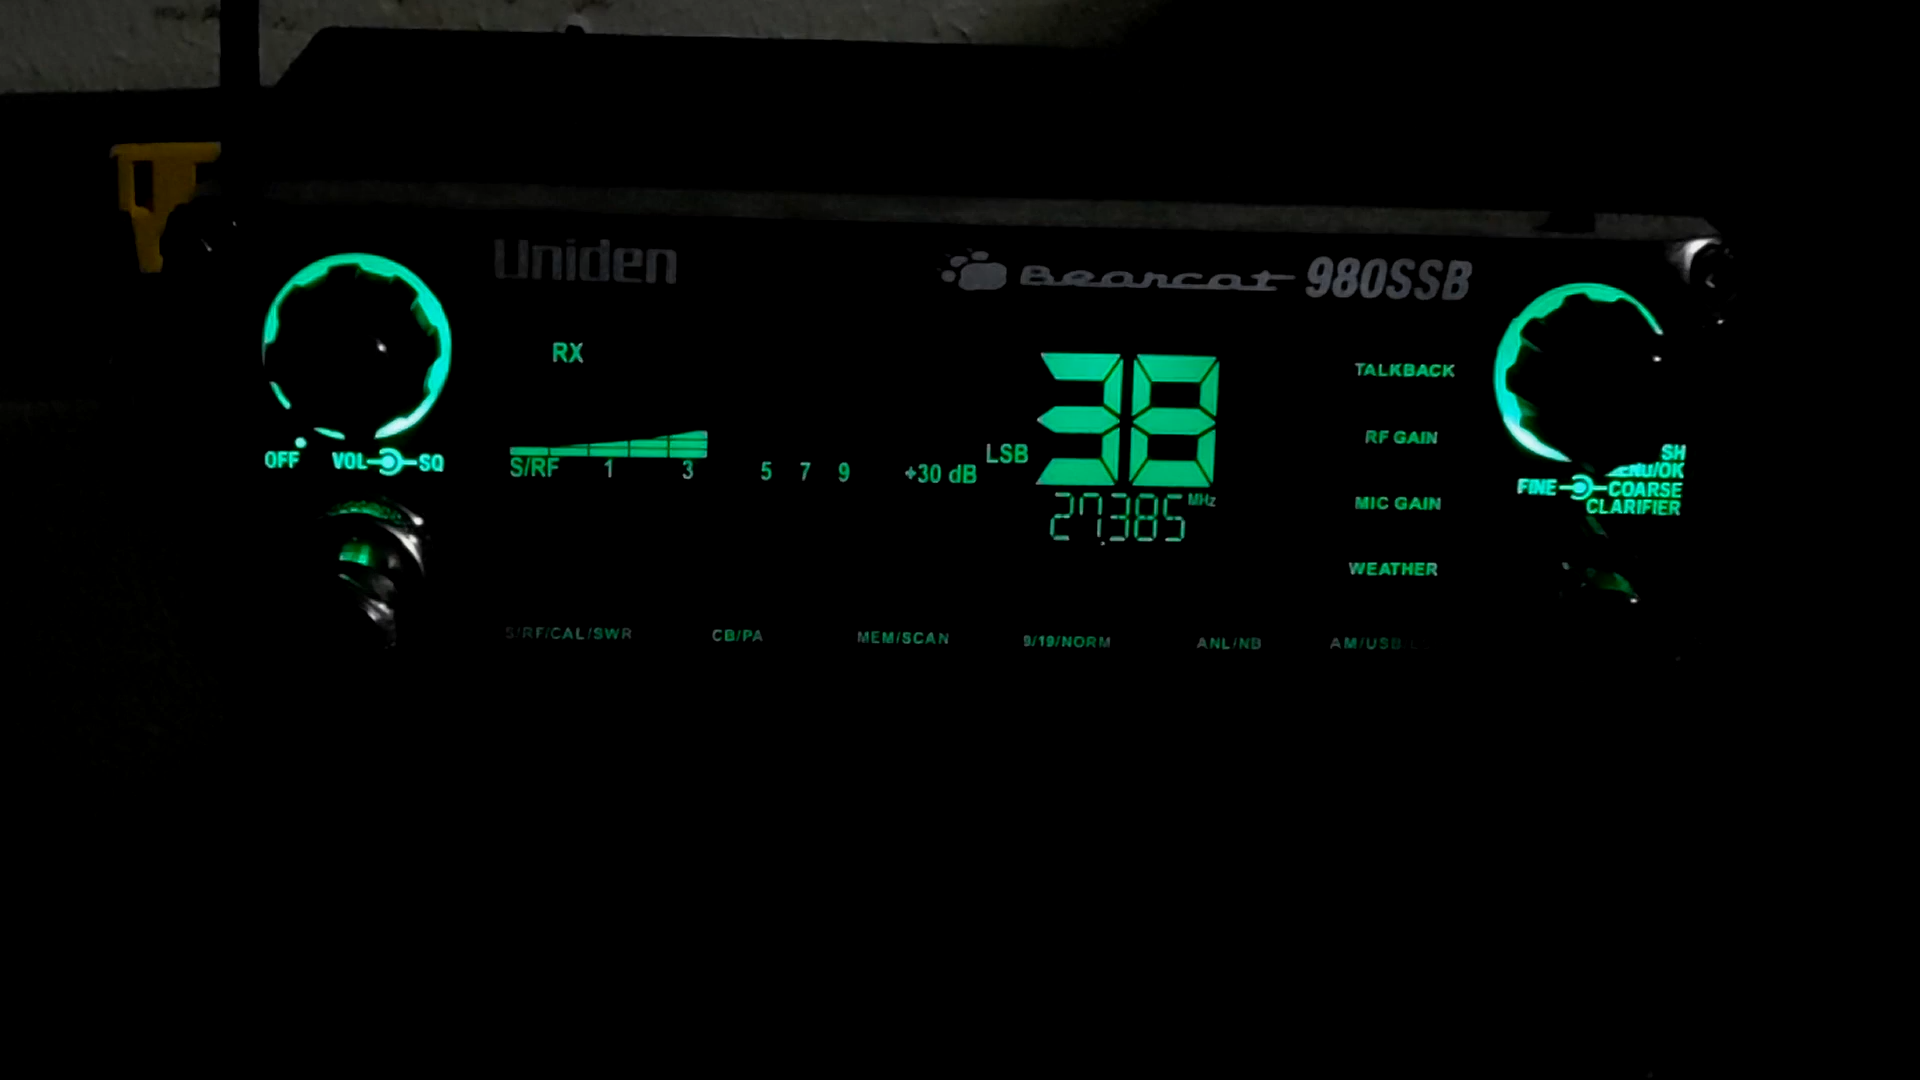 Uniden
Bearcat 980SSB
RX
38
TALKBACK
RF GAIN
LSB
S/RF 1 3 5 7 9 +30 dB
OFF VOL SQ
27.385 MHz
MIC GAIN
FINE COARSE
CLARIFIER
WEATHER
S/RF/CAL/SWR CB/PA MEM/SCAN 9/19/NORM ANL/NB AM/USB